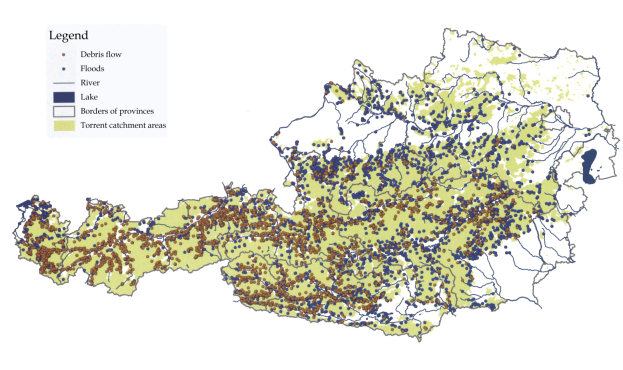 Legend
Debris flow
Floods
River
Lake
Borders of provinces
Torrent catchment areas